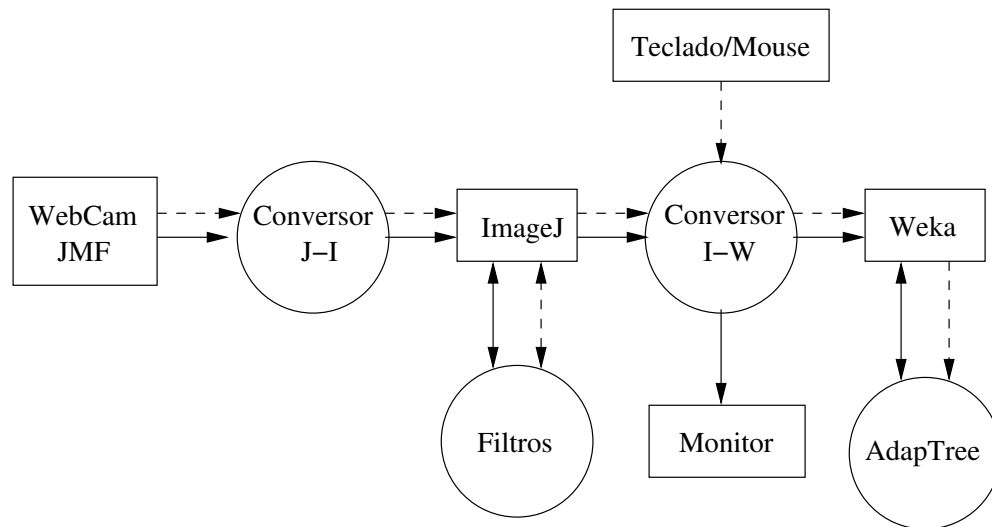 Teclado/Mouse
WebCam
JMF
Conversor
J−I
ImageJ
Conversor
I−W
Weka
Filtros
Monitor
AdapTree